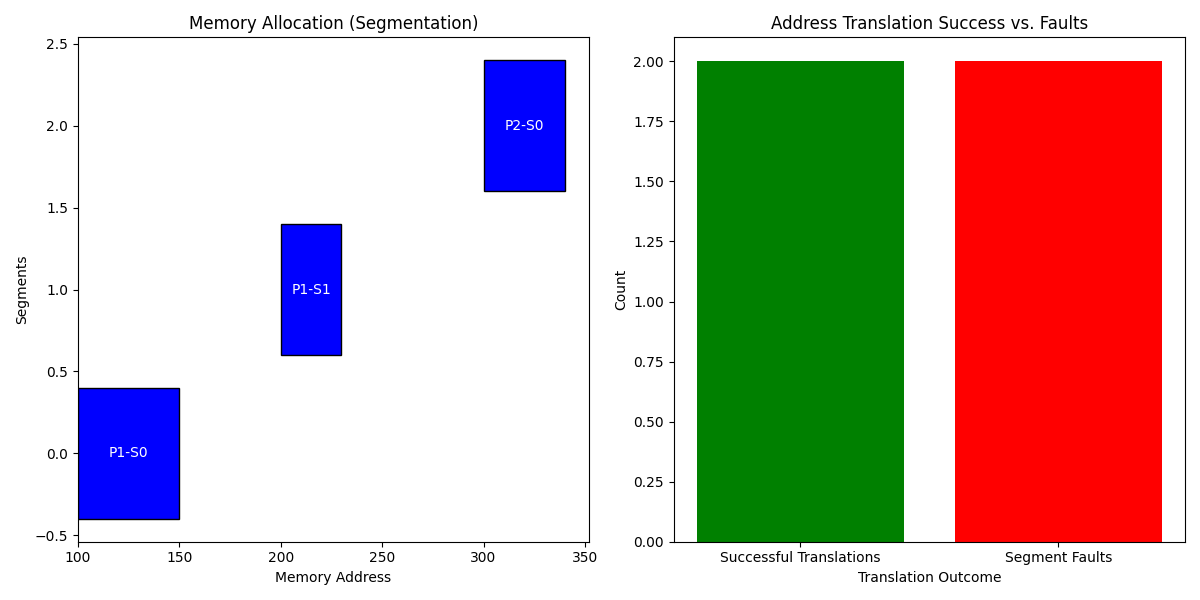 Memory Allocation (Segmentation)
Segments
2.5
2.0
1.5
1.0
0.5
0.0
−0.5
P2-S0
P1-S1
P1-S0
100 150 200 250 300 350
Memory Address
Address Translation Success vs. Faults
Count
2.00
1.75
1.50
1.25
1.00
0.75
0.50
0.25
0.00
Successful Translations Segment Faults
Translation Outcome